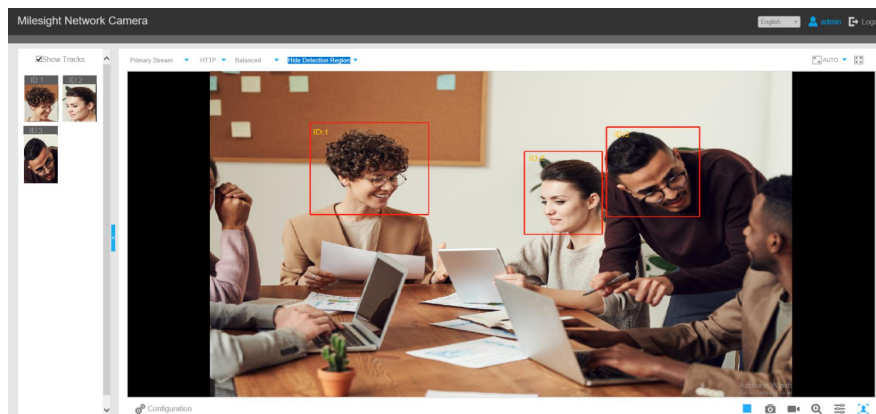 Milesight Network Camera
English
admin
Show Tracks
Primary Stream
HTTP
Balanced
Hide Detection Region
AUTO
ID:1
ID:2
ID:3
ID:1
Configuration